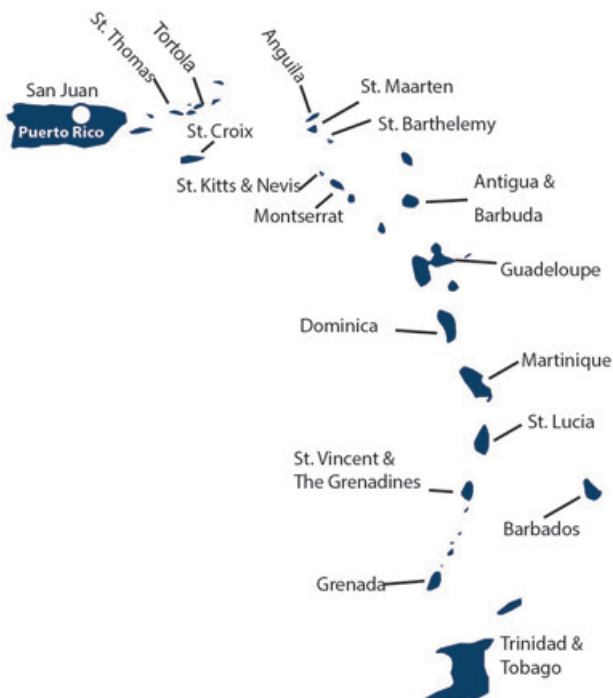 St. Thomas
Tortola
Anguila
San Juan
St. Maarten
Puerto Rico
St. Croix
St. Barthelemy
St. Kitts & Nevis
Antigua &
Barbuda
Montserrat
Guadeloupe
Dominica
Martinique
St. Lucia
St. Vincent &
The Grenadines
Barbados
Grenada
Trinidad &
Tobago